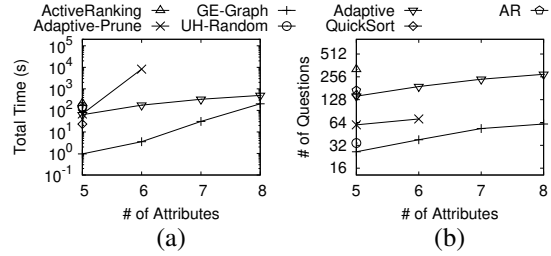 ActiveRanking GE-Graph Adaptive AR
Adaptive-Prune UH-Random QuickSort
Total Time (s)
10^6
10^5
10^4
10^3
10^2
10^1
10^0
10^-1
5 6 7 8
# of Attributes
(a)
# of Questions
512
256
128
64
32
16
5 6 7 8
# of Attributes
(b)